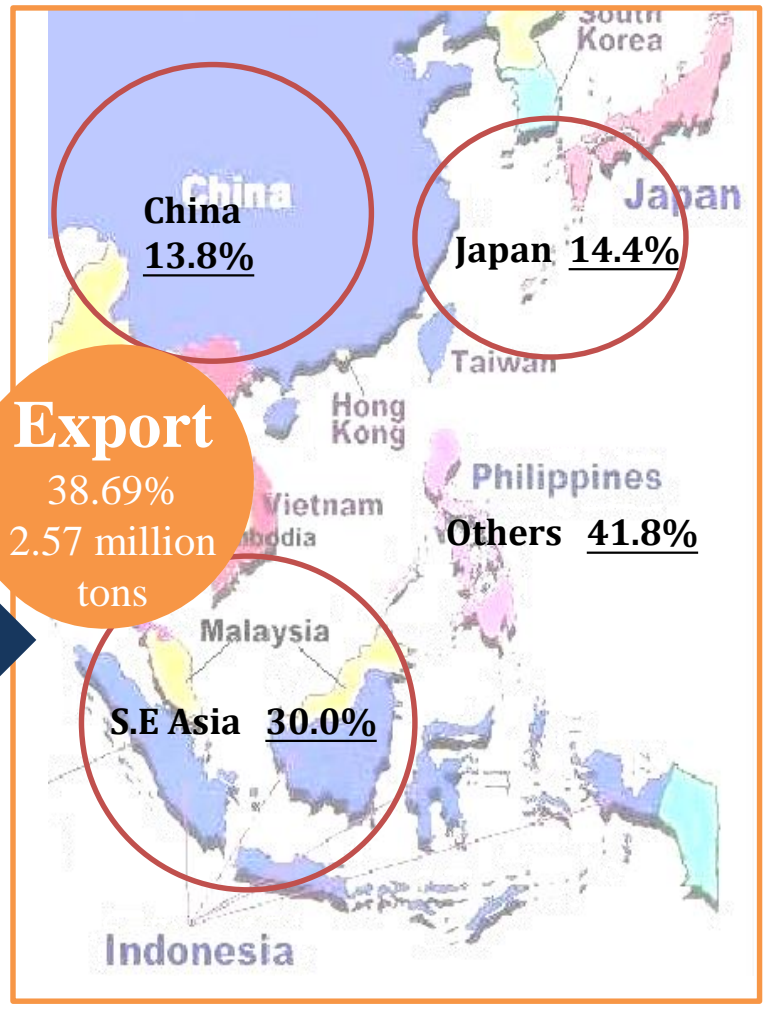 South
Korea
China
China
13.8%
Japan
Japan 14.4%
Taiwan
Hong
Kong
Export
38.69%
2.57 million
tons
Philippines
Vietnam
Others 41.8%
Malaysia
S.E Asia 30.0%
Indonesia